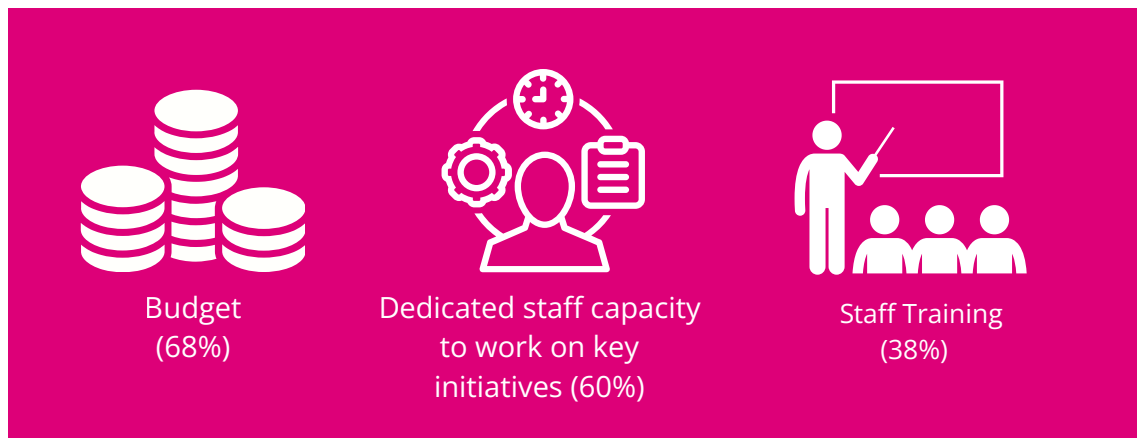 Budget
(68%)
Dedicated staff capacity
to work on key
initiatives (60%)
Staff Training
(38%)